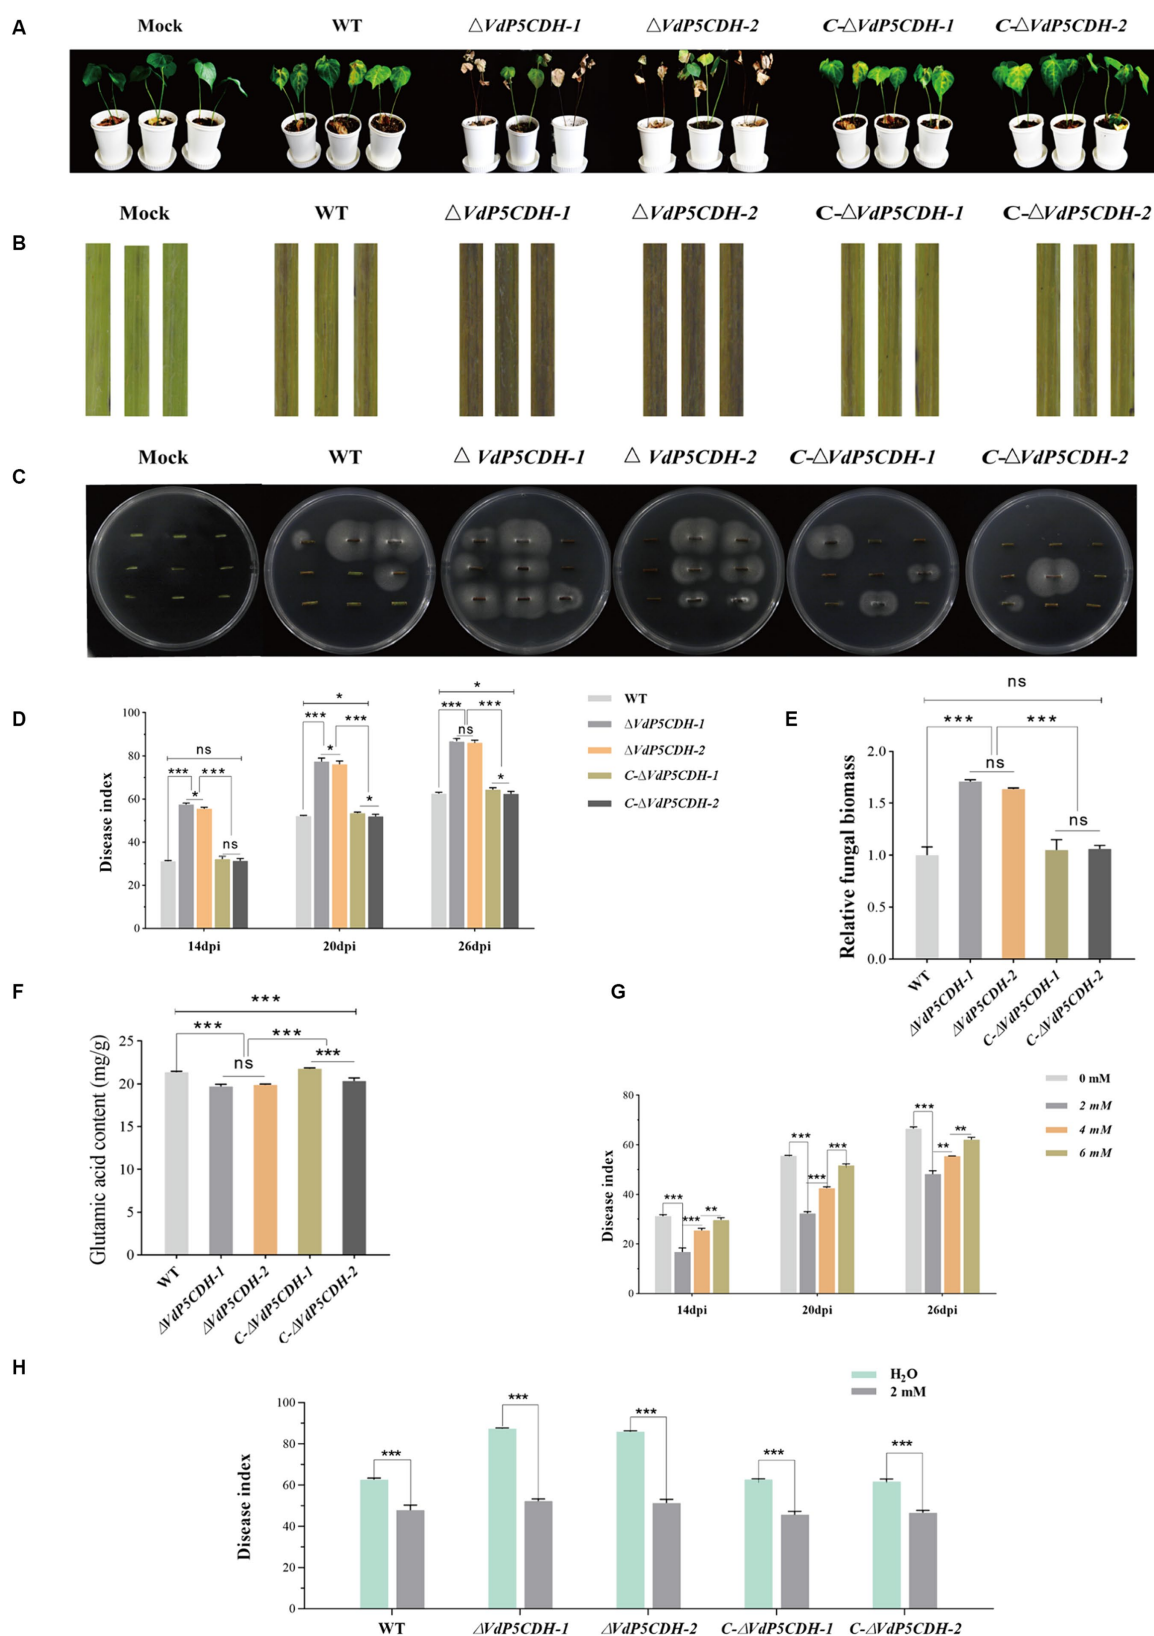 A
Mock WT △VdP5CDH-1 △VdP5CDH-2 C-△VdP5CDH-1 C-△VdP5CDH-2
B
Mock WT △VdP5CDH-1 △VdP5CDH-2 C-△VdP5CDH-1 C-△VdP5CDH-2
C
Mock WT △ VdP5CDH-1 △ VdP5CDH-2 C-△VdP5CDH-1 C-△VdP5CDH-2
D
Disease index
100
80
60
40
20
0
ns
*** ***
*
ns
*
*** ***
*
*
*
*** ***
ns
*
14dpi 20dpi 26dpi
WT
ΔVdP5CDH-1
ΔVdP5CDH-2
C-ΔVdP5CDH-1
C-ΔVdP5CDH-2
E
Relative fungal biomass
2.0
1.5
1.0
0.5
0.0
ns
*** ***
ns
ns
WT ΔVdP5CDH-1 ΔVdP5CDH-2 C-ΔVdP5CDH-1 C-ΔVdP5CDH-2
F
Glutamic acid content (mg/g)
25
20
15
10
5
0
***
*** ***
ns ***
WT ΔVdP5CDH-1 ΔVdP5CDH-2 C-ΔVdP5CDH-1 C-ΔVdP5CDH-2
G
Disease index
80
60
40
20
0
*** *** **
*** *** ***
*** ** **
14dpi 20dpi 26dpi
0 mM
2 mM
4 mM
6 mM
H
Disease index
100
80
60
40
20
0
*** *** *** *** ***
WT ΔVdP5CDH-1 ΔVdP5CDH-2 C-ΔVdP5CDH-1 C-ΔVdP5CDH-2
H₂O
2 mM